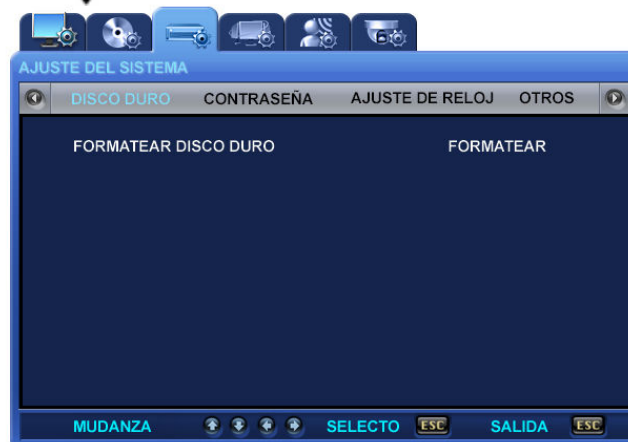 AJUSTE DEL SISTEMA
DISCO DURO CONTRASEÑA AJUSTE DE RELOJ OTROS
FORMATEAR DISCO DURO FORMATEAR
MUDANZA SELECTO ESC SALIDA ESC